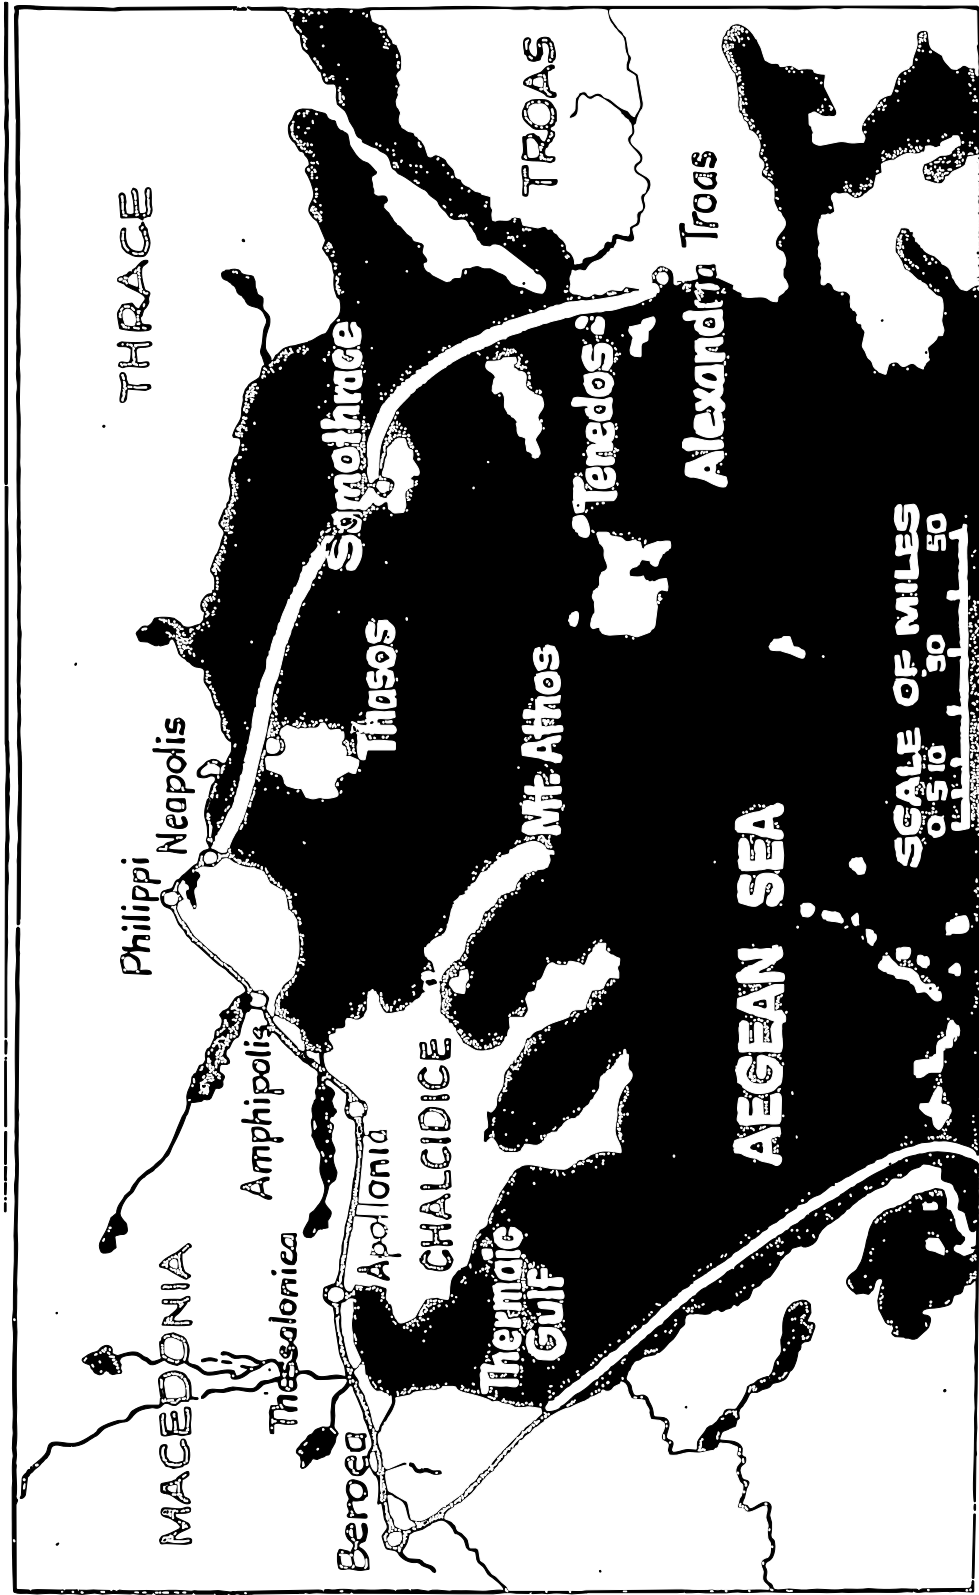 THRACE
MACEDONIA
TROAS
Philippi
Neapolis
Amphipolis
Samothrace
Thasos
Thessalonica
Apollonia
Beroea
CHALCIDICE
Thermaic
Gulf
Mt. Athos
Tenedos
Alexandria Troas
AEGEAN SEA
SCALE OF MILES
0 5 10 30 50